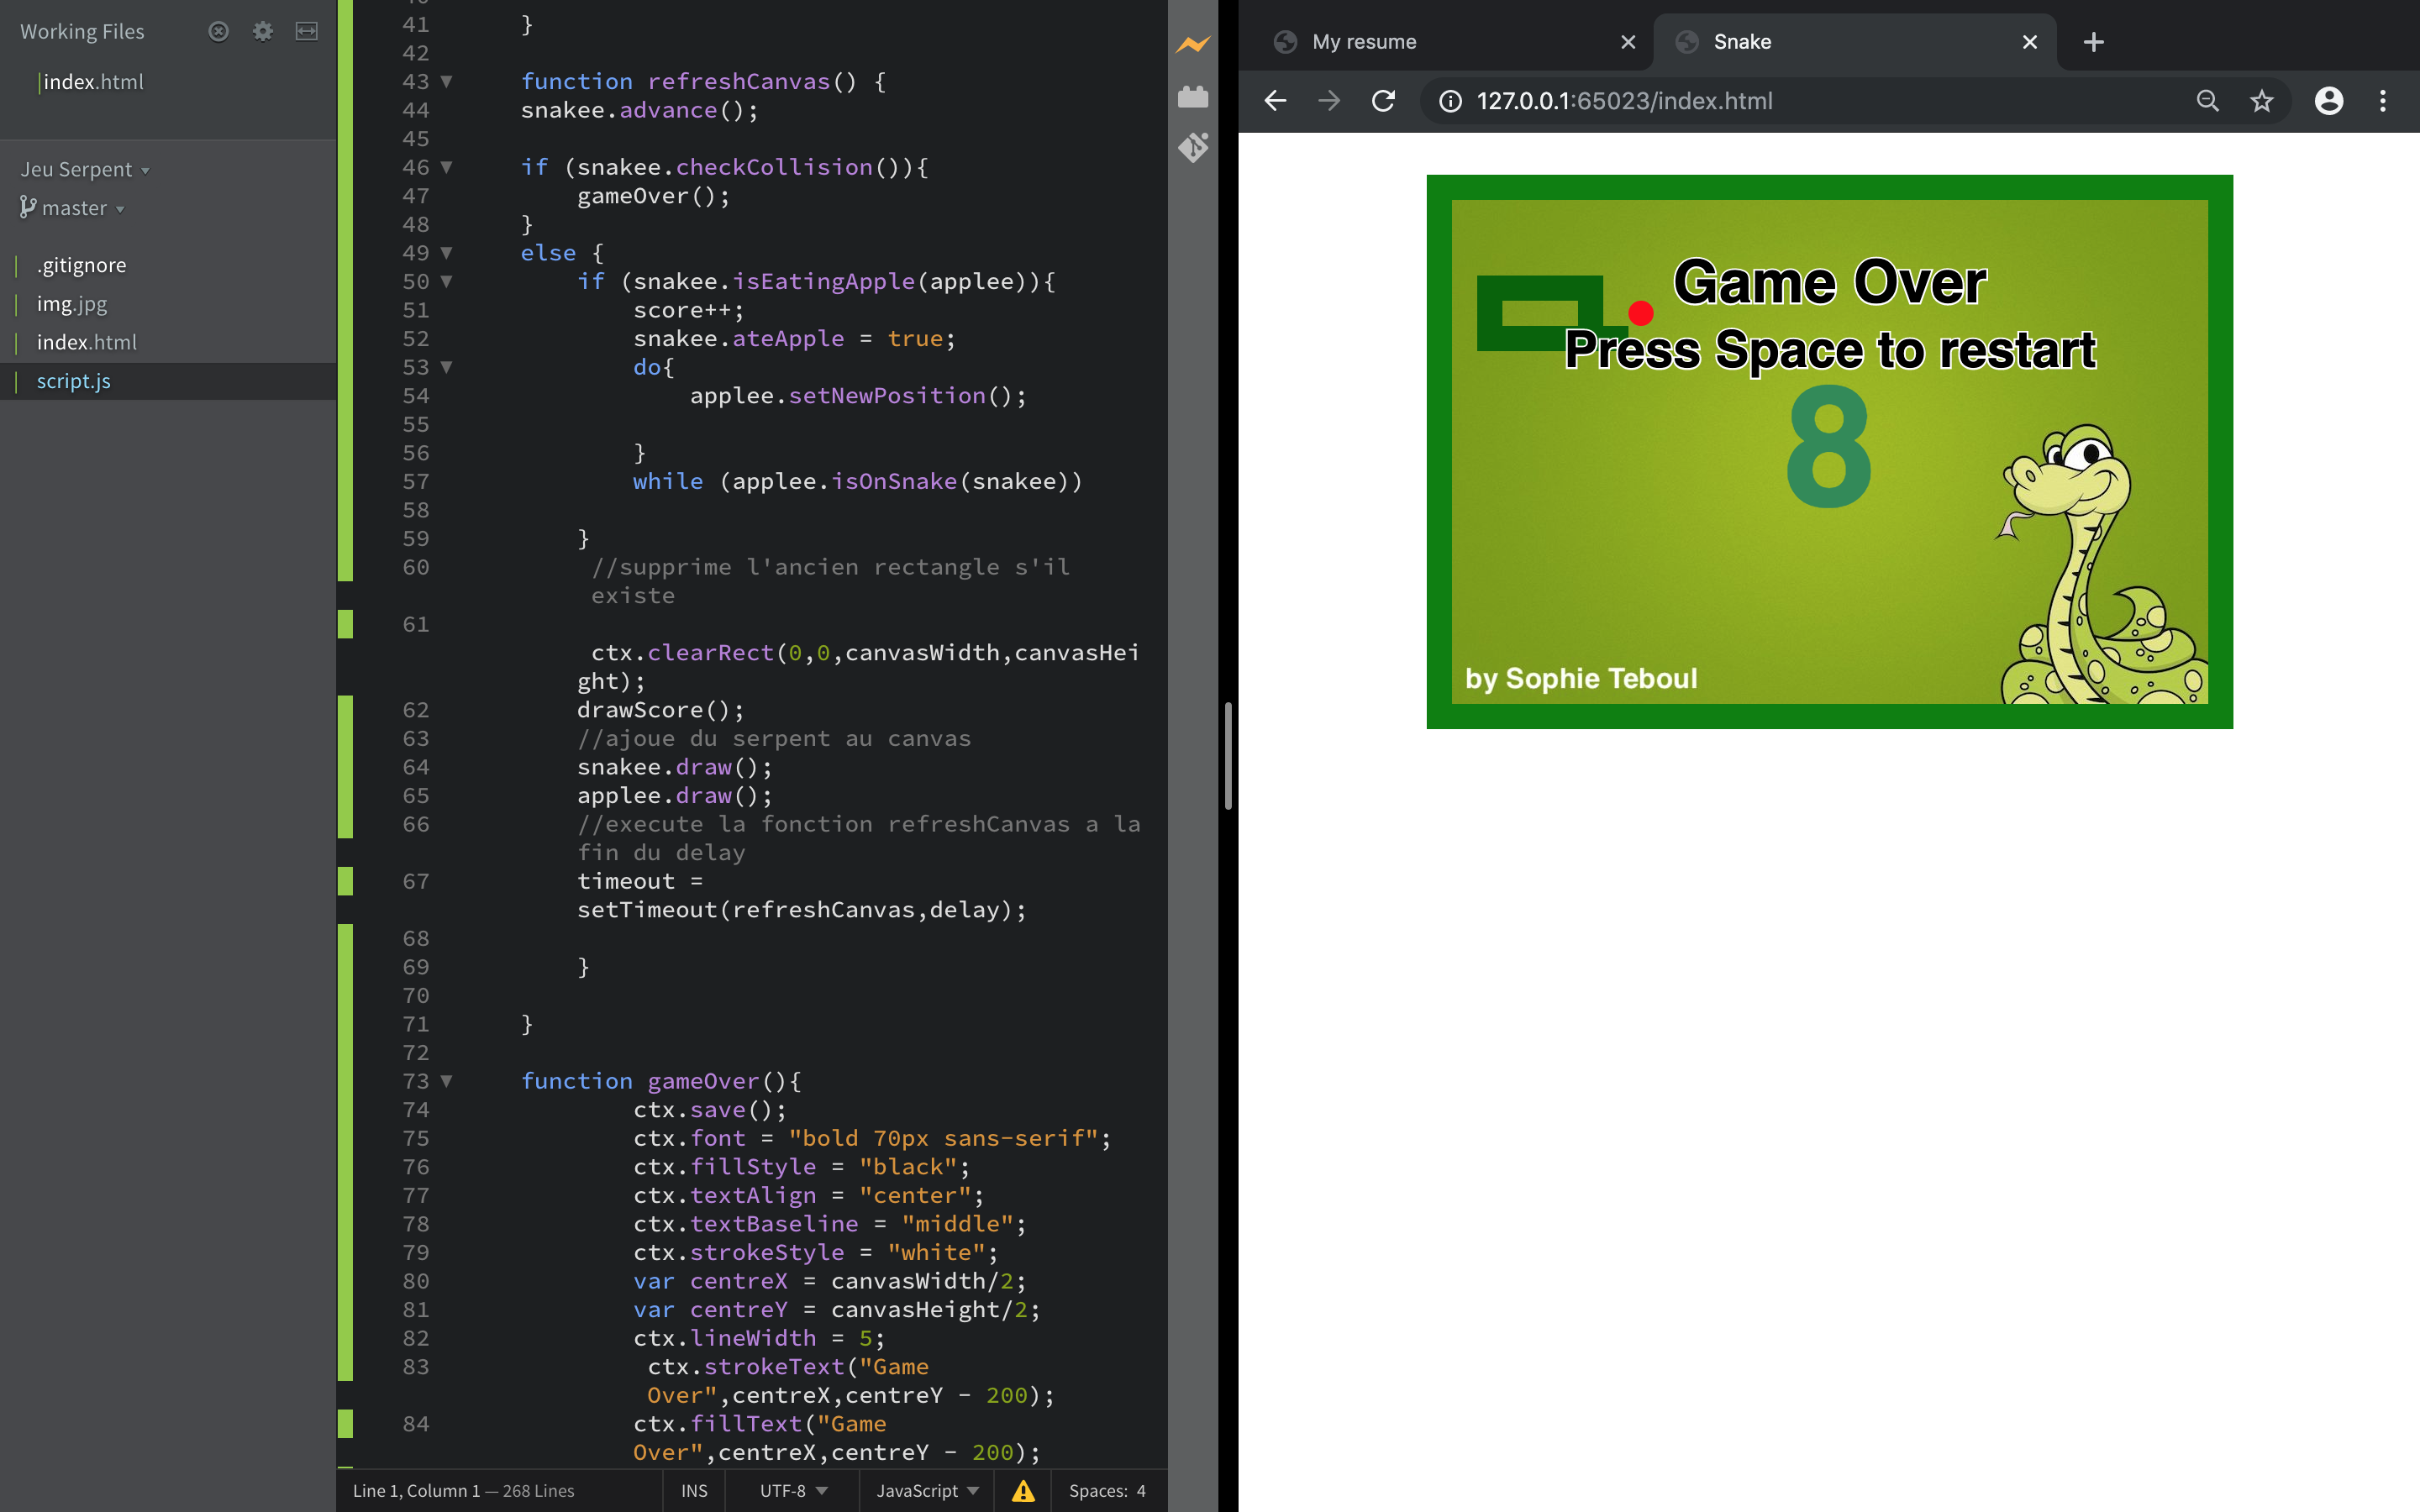 Working Files
index.html
Jeu Serpent
master
.gitignore
img.jpg
index.html
script.js
41 }
42
43 function refreshCanvas() {
44 snakee.advance();
45
46 if (snakee.checkCollision()){
47 gameOver();
48 }
49 else {
50 if (snakee.isEatingApple(applee)){
51 score++;
52 snakee.ateApple = true;
53 do{
54 applee.setNewPosition();
55
56 }
57 while (applee.isOnSnake(snakee))
58
59 }
60 //supprime l'ancien rectangle s'il
existe
61
ctx.clearRect(0,0,canvasWidth,canvasHei
ght);
62 drawScore();
63 //ajoue du serpent au canvas
64 snakee.draw();
65 applee.draw();
66 //execute la fonction refreshCanvas a la
fin du delay
67 timeout =
setTimeout(refreshCanvas,delay);
68
69 }
70
71 }
72
73 function gameOver(){
74 ctx.save();
75 ctx.font = "bold 70px sans-serif";
76 ctx.fillStyle = "black";
77 ctx.textAlign = "center";
78 ctx.textBaseline = "middle";
79 ctx.strokeStyle = "white";
80 var centreX = canvasWidth/2;
81 var centreY = canvasHeight/2;
82 ctx.lineWidth = 5;
83 ctx.strokeText("Game
Over",centreX,centreY - 200);
84 ctx.fillText("Game
Over",centreX,centreY - 200);
Line 1, Column 1 — 268 Lines
INS
UTF-8
JavaScript
Spaces: 4
My resume
Snake
127.0.0.1:65023/index.html
Game Over
Press Space to restart
8
by Sophie Teboul